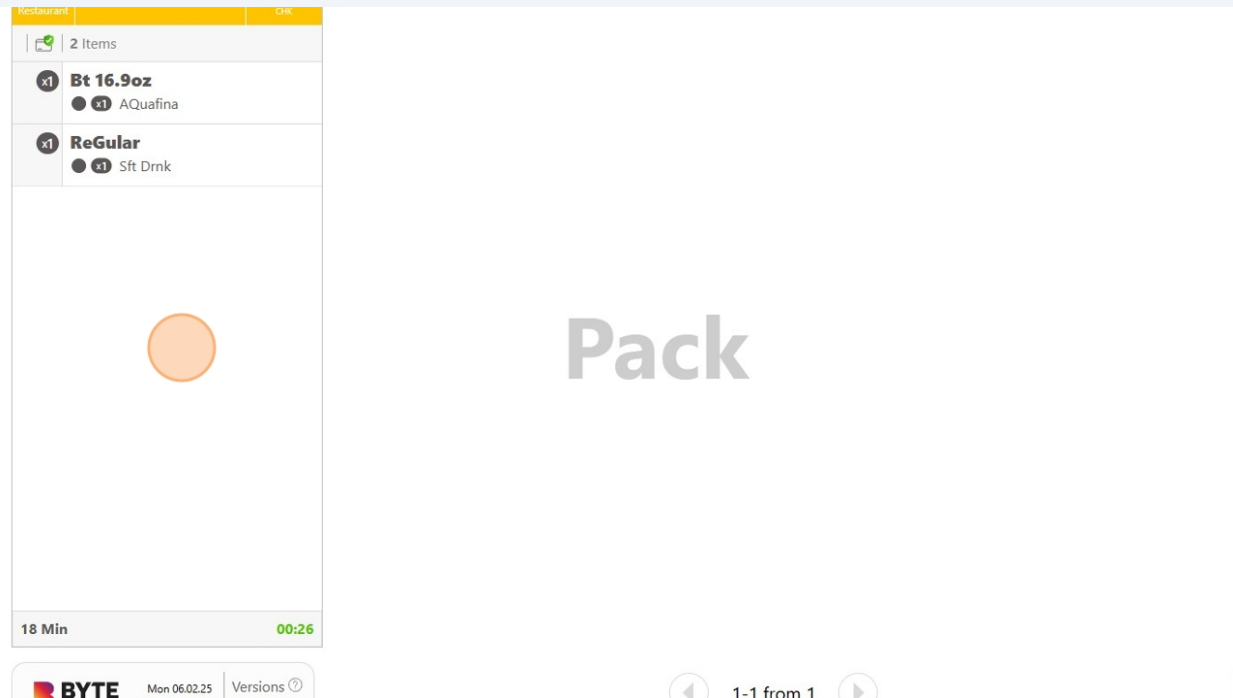 Restaurant CHK
2 Items
x1 Bt 16.9oz
x1 AQuafina
x1 ReGular
x1 Sft Drnk
Pack
18 Min 00:26
BYTE Mon 06.02.25 Versions ?
1-1 from 1